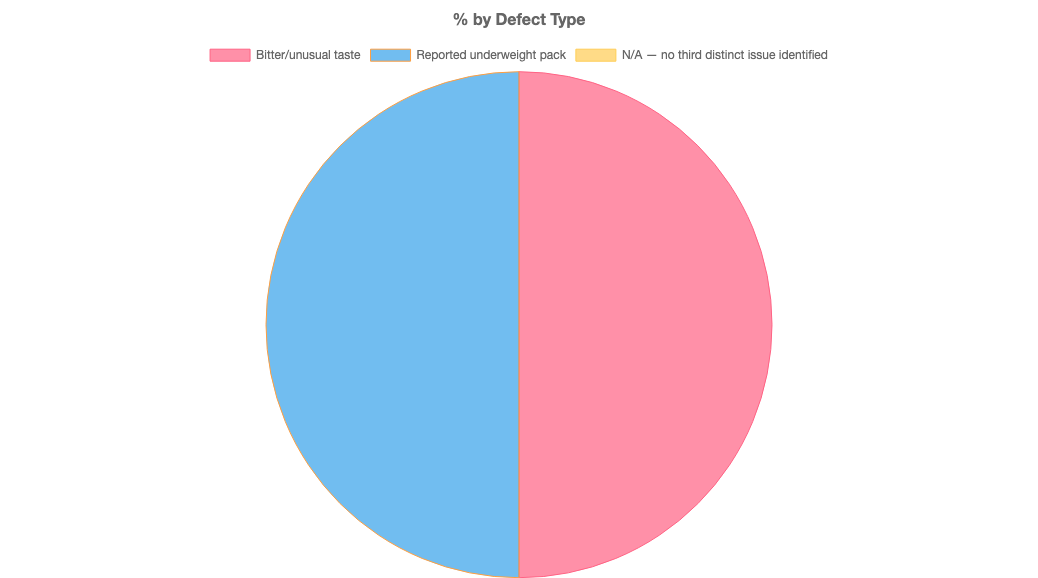 % by Defect Type
Bitter/unusual taste Reported underweight pack N/A — no third distinct issue identified